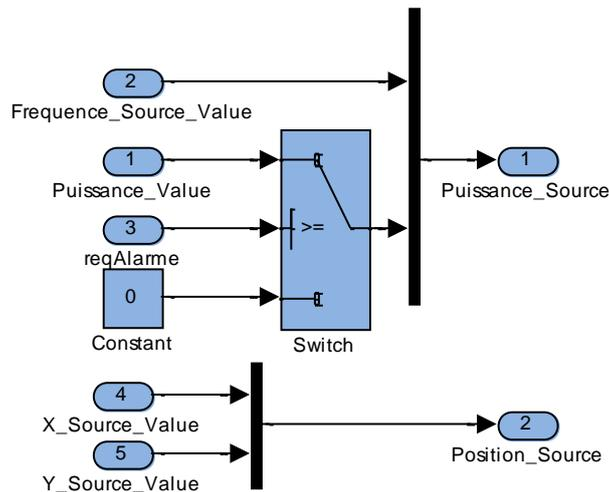 2
Frequence_Source_Value
1
Puissance_Value
3
reqAlarme
0
Constant
>=
Switch
1
Puissance_Source
4
X_Source_Value
5
Y_Source_Value
2
Position_Source